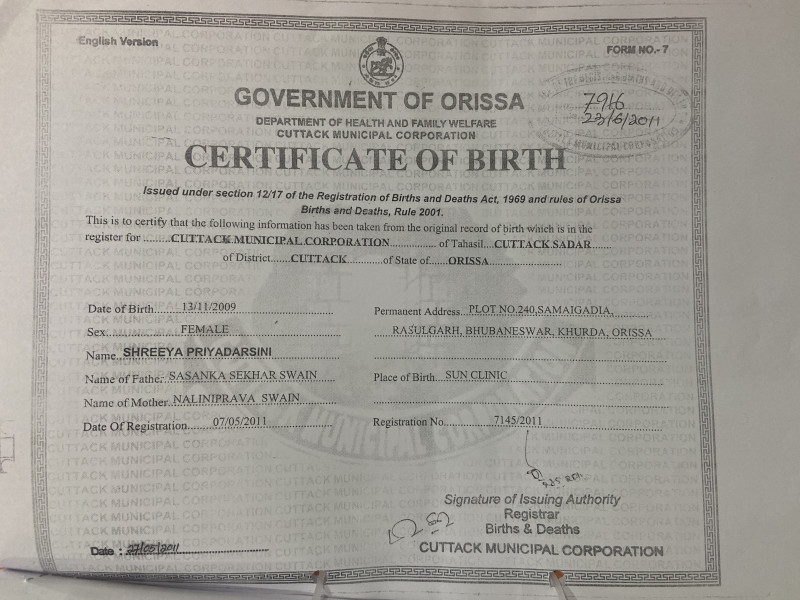 English Version
FORM NO.- 7
7916
23/6/2011
GOVERNMENT OF ORISSA
DEPARTMENT OF HEALTH AND FAMILY WELFARE
CUTTACK MUNICIPAL CORPORATION
CERTIFICATE OF BIRTH
Issued under section 12/17 of the Registration of Births and Deaths Act, 1969 and rules of Orissa
Births and Deaths, Rule 2001.
This is to certify that the following information has been taken from the original record of birth which is in the
register for ........CUTTACK.MUNICIPAL.CORPORATION............... of Tahasil....CUTTACK.SADAR......
of District......CUTTACK...........of State of......ORISSA........................
Date of Birth......13/11/2009
Permanent Address...PLOT NO.240,SAMAIGADIA,
Sex....................FEMALE
RASULGARH, BHUBANESWAR, KHURDA, ORISSA
Name...SHREEYA PRIYADARSINI
Name of Father..SASANKA SEKHAR SWAIN
Place of Birth...SUN CLINIC
Name of Mother..NALINIPRAVA SWAIN
Date Of Registration........07/05/2011
Registration No..............7145/2011
Signature of Issuing Authority
Registrar
Births & Deaths
CUTTACK MUNICIPAL CORPORATION
Date :
MUNICIPAL CORPORATION